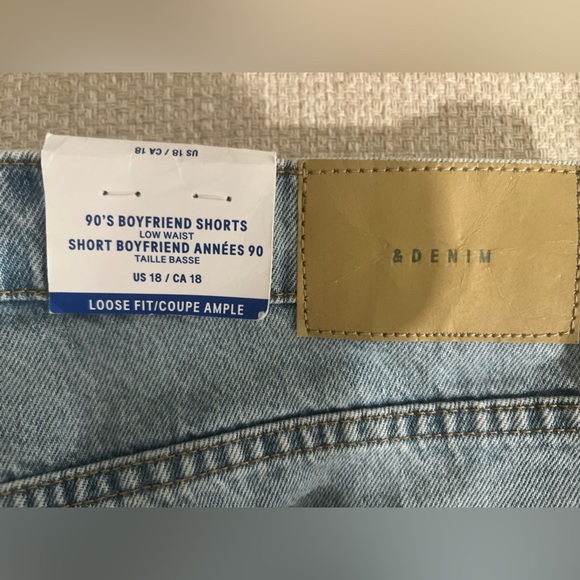 US 18 / CA 18
90'S BOYFRIEND SHORTS
LOW WAIST
SHORT BOYFRIEND ANNÉES 90
TAILLE BASSE
US 18 / CA 18
LOOSE FIT/COUPE AMPLE
& DENIM